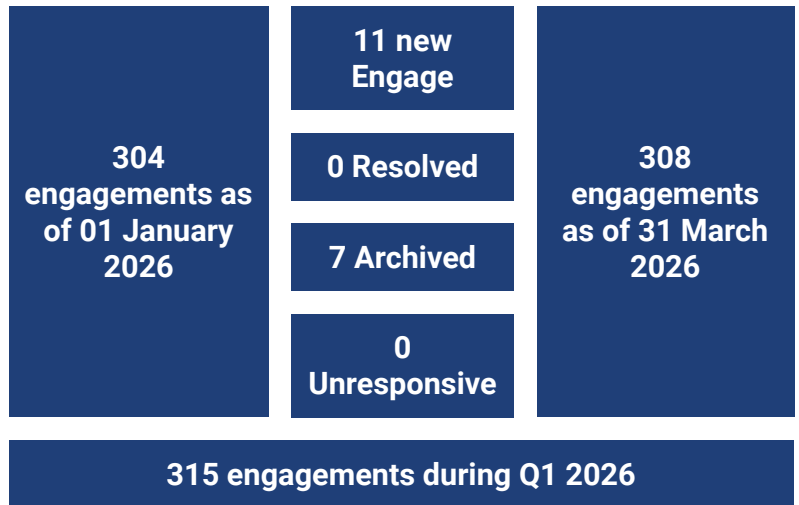 304
engagements as
of 01 January
2026
11 new
Engage
0 Resolved
7 Archived
0
Unresponsive
308
engagements
as of 31 March
2026
315 engagements during Q1 2026